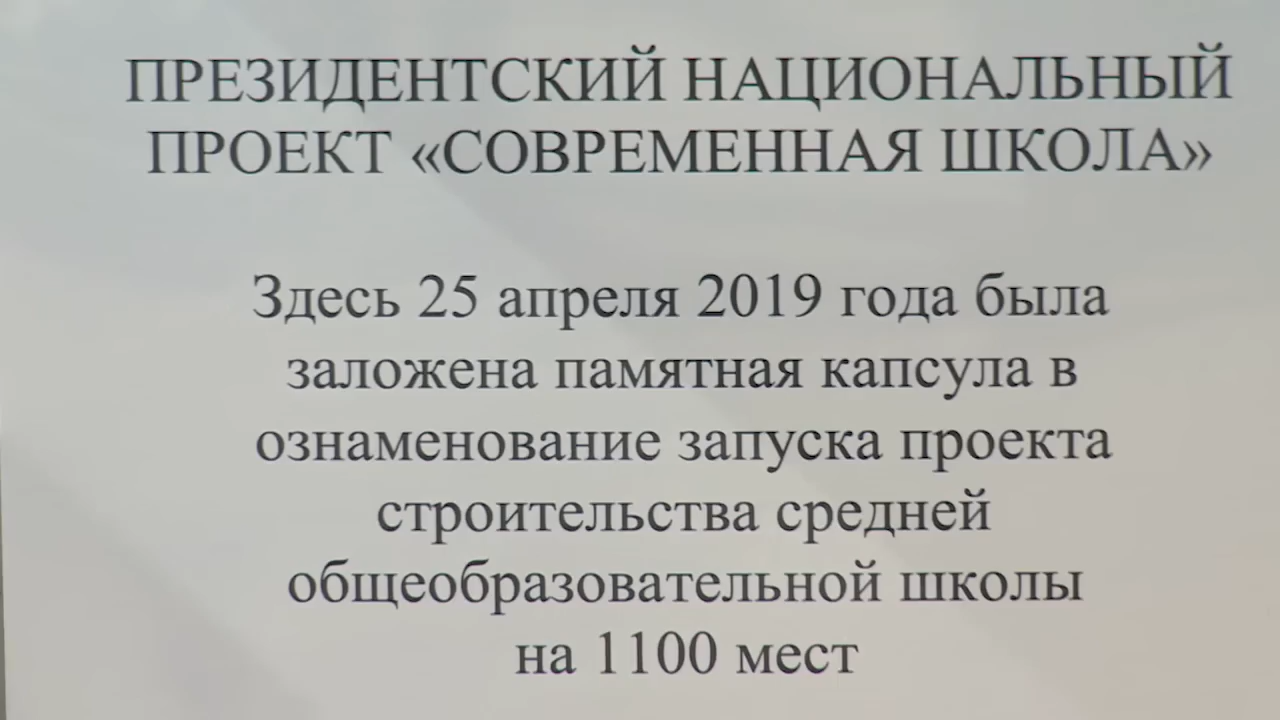 ПРЕЗИДЕНТСКИЙ НАЦИОНАЛЬНЫЙ
ПРОЕКТ «СОВРЕМЕННАЯ ШКОЛА»
Здесь 25 апреля 2019 года была
заложена памятная капсула в
ознаменование запуска проекта
строительства средней
общеобразовательной школы
на 1100 мест